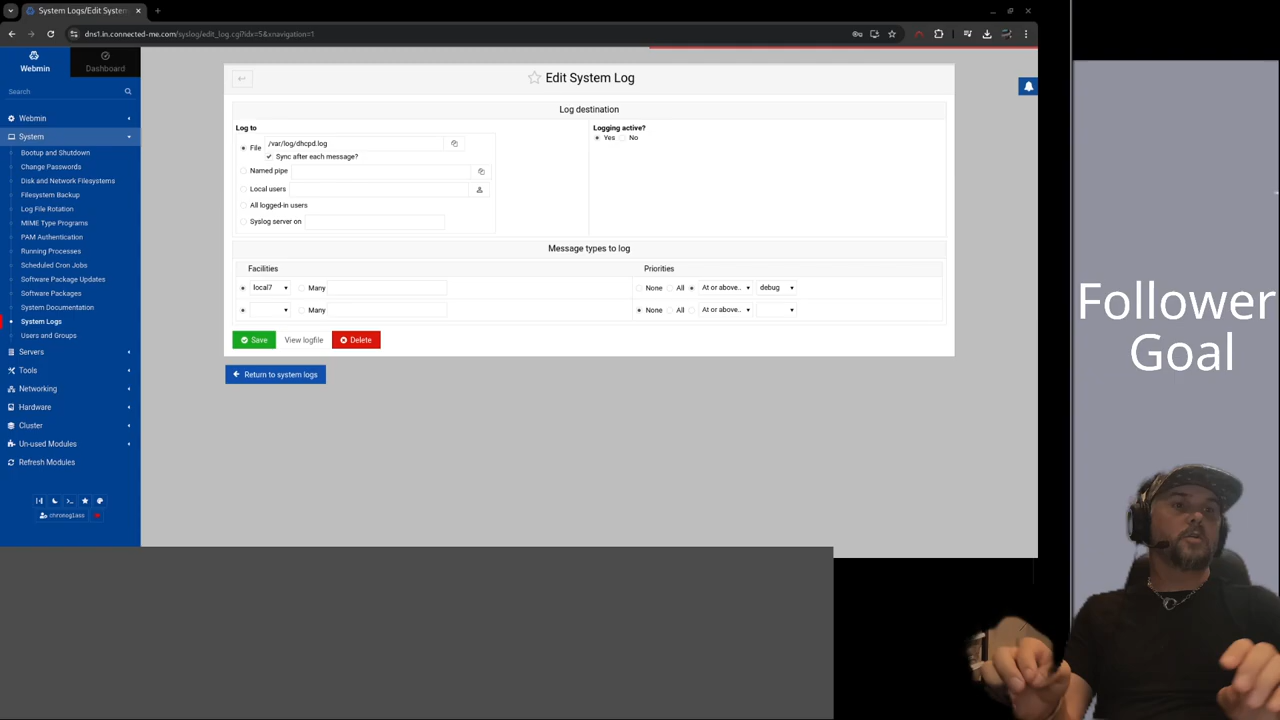 System Logs/Edit System
dns1.in.connected-me.com/syslog/edit_log.cgi?idx=5&xnavigation=1
Webmin
Dashboard
Search
Webmin
System
Bootup and Shutdown
Change Passwords
Disk and Network Filesystems
Filesystem Backup
Log File Rotation
MIME Type Programs
PAM Authentication
Running Processes
Scheduled Cron Jobs
Software Package Updates
Software Packages
System Documentation
System Logs
Users and Groups
Servers
Tools
Networking
Hardware
Cluster
Un-used Modules
Refresh Modules
chronoglass
Edit System Log
Log destination
Log to
File /var/log/dhcpd.log
Sync after each message?
Named pipe
Local users
All logged-in users
Syslog server on
Logging active?
Yes No
Message types to log
Facilities Priorities
local7 Many None All At or above.. debug
Many None All At or above..
Save View logfile Delete
Return to system logs
Follower
Goal